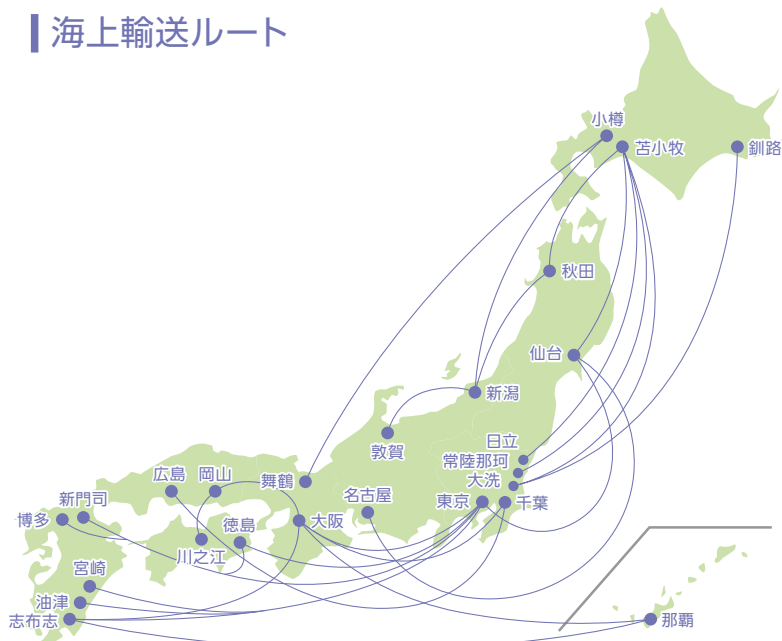 海上輸送ルート
小樽
苫小牧
釧路
秋田
仙台
新潟
敦賀
日立
常陸那珂
大洗
広島
岡山
舞鶴
名古屋
東京
千葉
新門司
博多
徳島
大阪
川之江
宮崎
油津
志布志
那覇